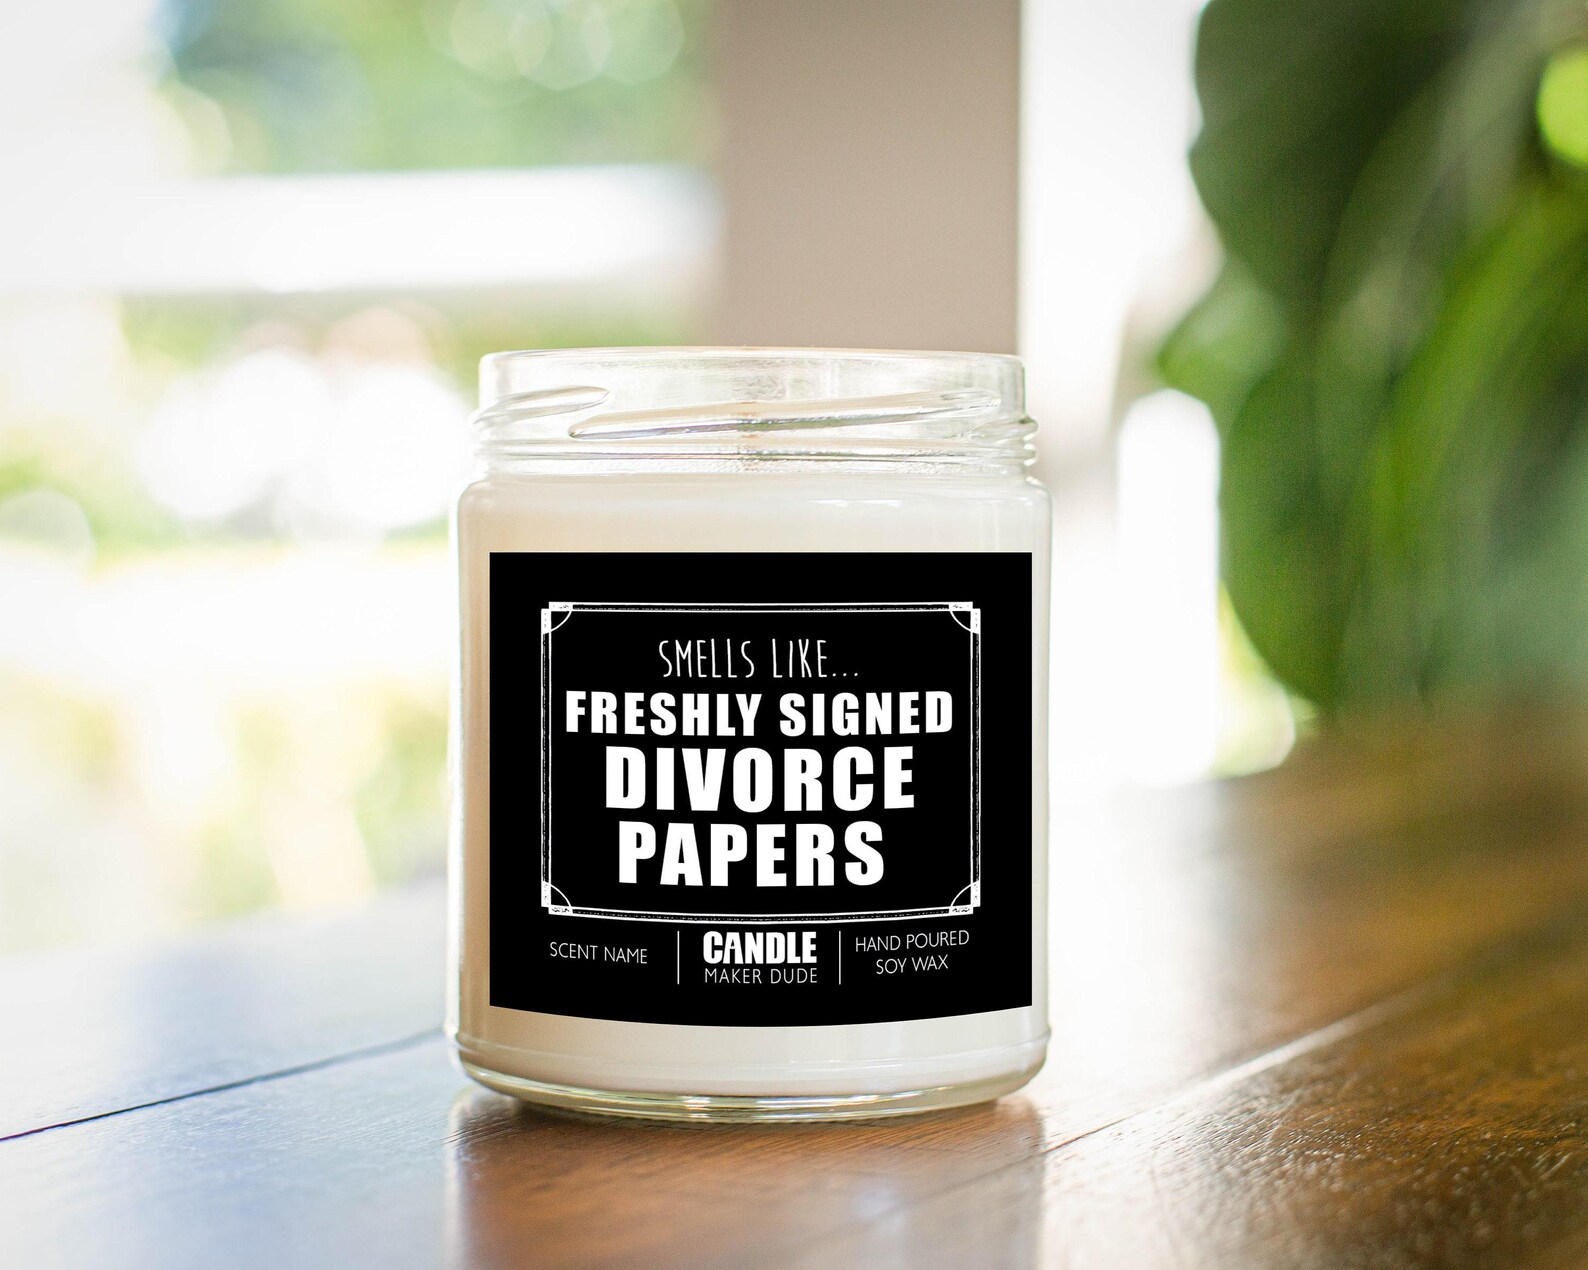 SMELLS LIKE...
FRESHLY SIGNED
DIVORCE
PAPERS
SCENT NAME
CANDLE
MAKER DUDE
HAND POURED
SOY WAX